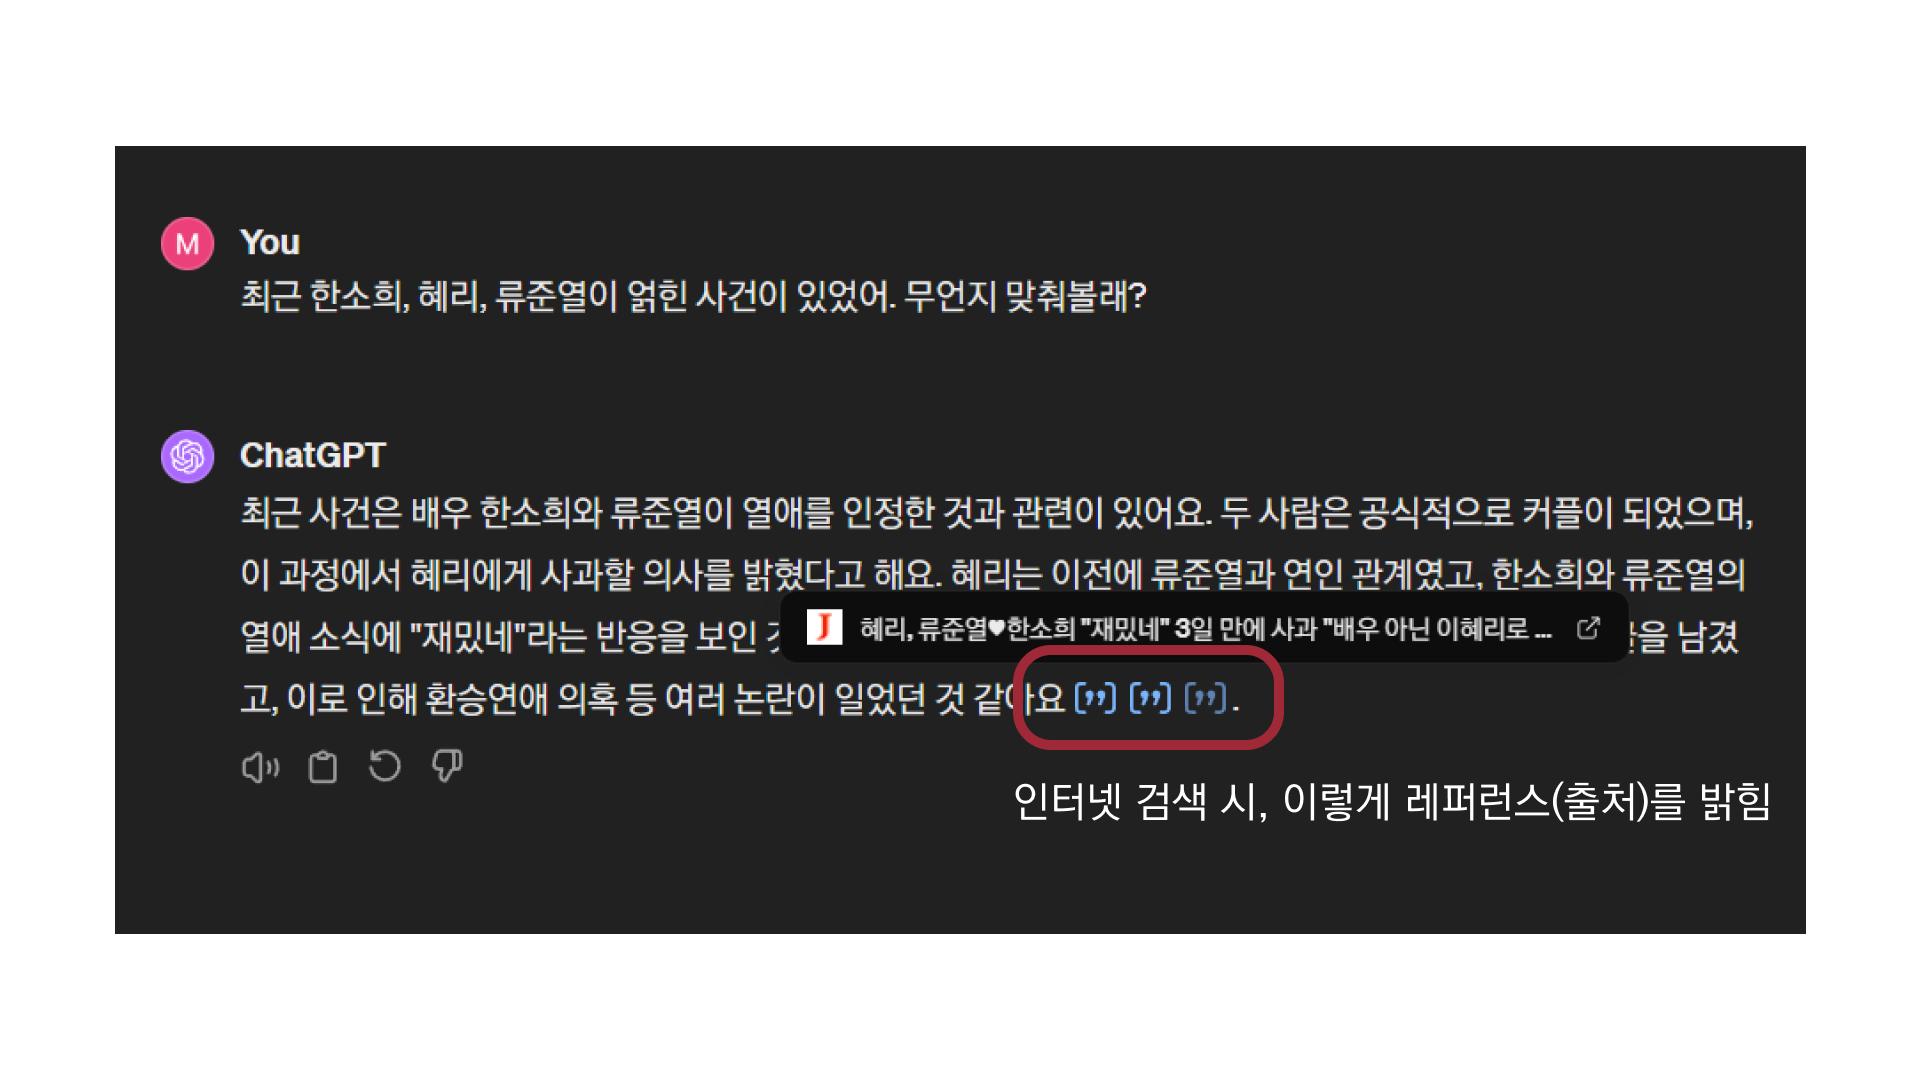 M
You
최근 한소희, 혜리, 류준열이 얽힌 사건이 있었어. 무언지 맞춰볼래?
ChatGPT
최근 사건은 배우 한소희와 류준열이 열애를 인정한 것과 관련이 있어요. 두 사람은 공식적으로 커플이 되었으며,
이 과정에서 혜리에게 사과할 의사를 밝혔다고 해요. 혜리는 이전에 류준열과 연인 관계였고, 한소희와 류준열의
J 혜리, 류준열♥한소희 "재밌네" 3일 만에 사과 "배우 아닌 이혜리로 ...
열애 소식에 "재밌네"라는 반응을 보인 남겼
고, 이로 인해 환승연애 의혹 등 여러 논란이 일었던 것 같아요 [”] [”] [”].
인터넷 검색 시, 이렇게 레퍼런스(출처)를 밝힘